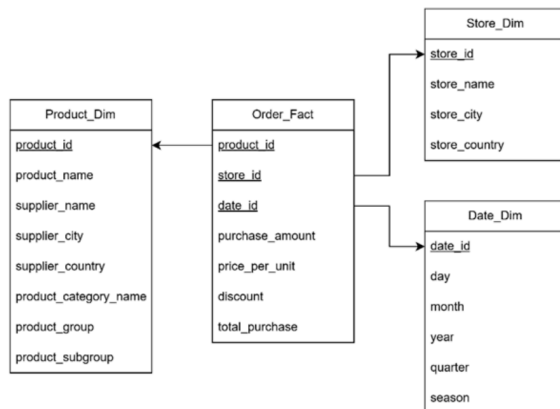 Store_Dim
store_id
store_name
store_city
store_country
Product_Dim
product_id
product_name
supplier_name
supplier_city
supplier_country
product_category_name
product_group
product_subgroup
Order_Fact
product_id
store_id
date_id
purchase_amount
price_per_unit
discount
total_purchase
Date_Dim
date_id
day
month
year
quarter
season